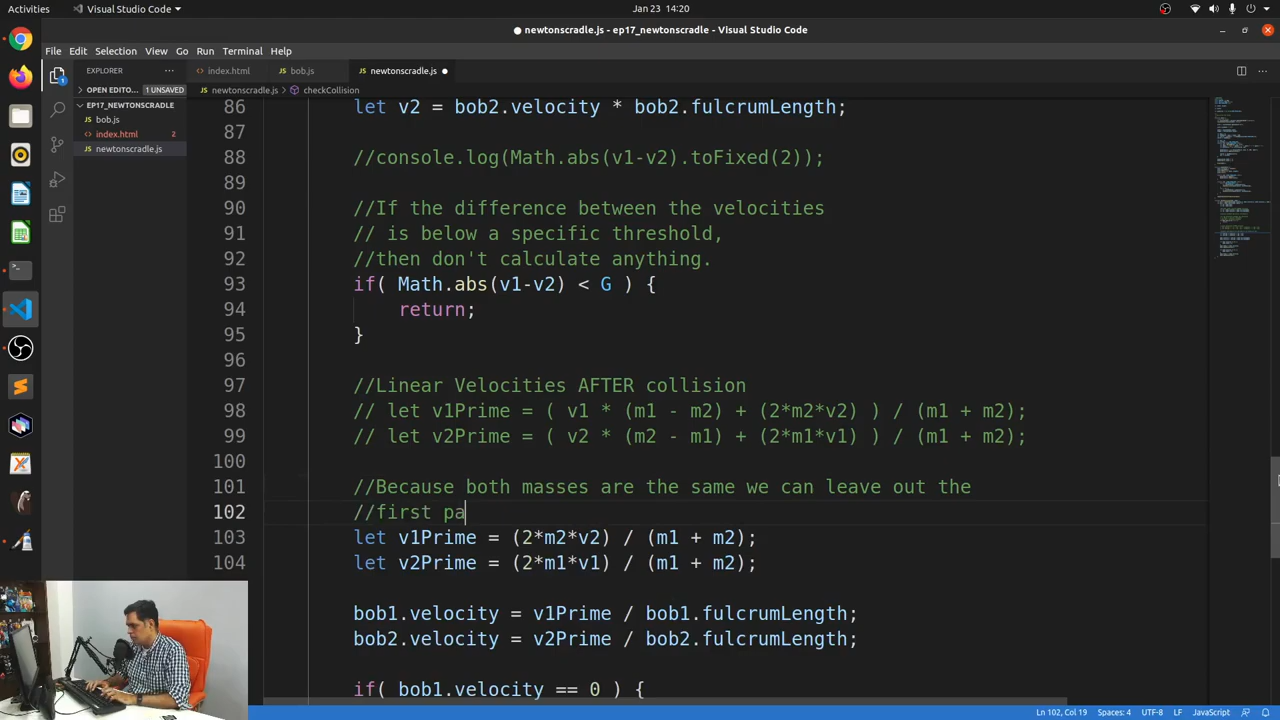 Activities
Visual Studio Code
Jan 23 14:20
newtonscradle.js - ep17_newtonscradle - Visual Studio Code
File Edit Selection View Go Run Terminal Help
EXPLORER
index.html
bob.js
newtonscradle.js
OPEN EDITO... 1 UNSAVED
newtonscradle.js > checkCollision
EP17_NEWTONSCRADLE
bob.js
index.html 2
newtonscradle.js
1
86 let v2 = bob2.velocity * bob2.fulcrumLength;
87
88 //console.log(Math.abs(v1-v2).toFixed(2));
89
90 //If the difference between the velocities
91 // is below a specific threshold,
92 //then don't calculate anything.
93 if( Math.abs(v1-v2) < G ) {
94 return;
95 }
96
97 //Linear Velocities AFTER collision
98 // let v1Prime = ( v1 * (m1 - m2) + (2*m2*v2) ) / (m1 + m2);
99 // let v2Prime = ( v2 * (m2 - m1) + (2*m1*v1) ) / (m1 + m2);
100
101 //Because both masses are the same we can leave out the
102 //first pa
103 let v1Prime = (2*m2*v2) / (m1 + m2);
104 let v2Prime = (2*m1*v1) / (m1 + m2);
bob1.velocity = v1Prime / bob1.fulcrumLength;
bob2.velocity = v2Prime / bob2.fulcrumLength;
if( bob1.velocity == 0 ) {
Ln 102, Col 19 Spaces: 4 UTF-8 LF JavaScript